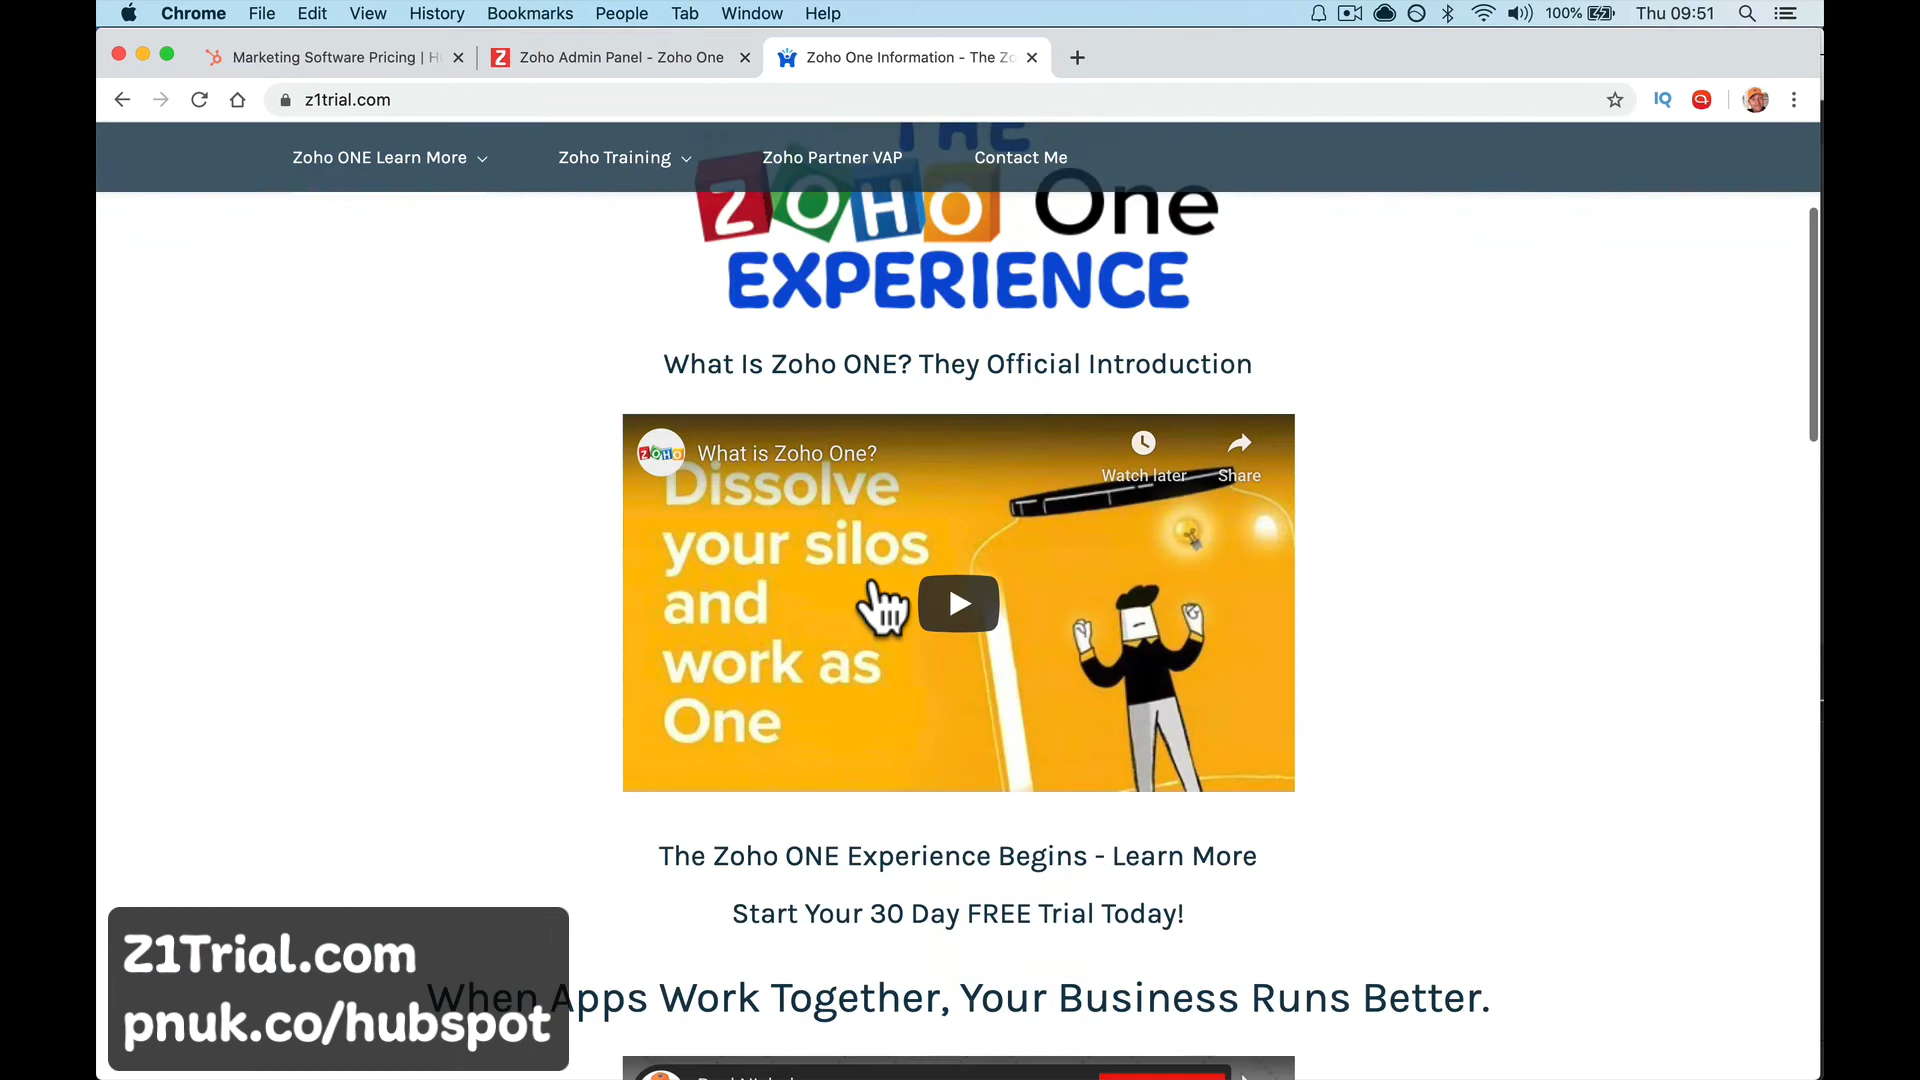 Chrome File Edit View History Bookmarks People Tab Window Help 100% Thu 09:51
Marketing Software Pricing | H
Zoho Admin Panel - Zoho One
Zoho One Information - The Zo
z1trial.com
IQ
Zoho ONE Learn More
Zoho Training
Zoho Partner VAP
Contact Me
THE
ZOHO One
EXPERIENCE
What Is Zoho ONE? They Official Introduction
ZOHO
What is Zoho One?
Watch later
Share
Dissolve
your silos
and
work as
One
The Zoho ONE Experience Begins - Learn More
Start Your 30 Day FREE Trial Today!
When Apps Work Together, Your Business Runs Better.
Z1Trial.com
pnuk.co/hubspot